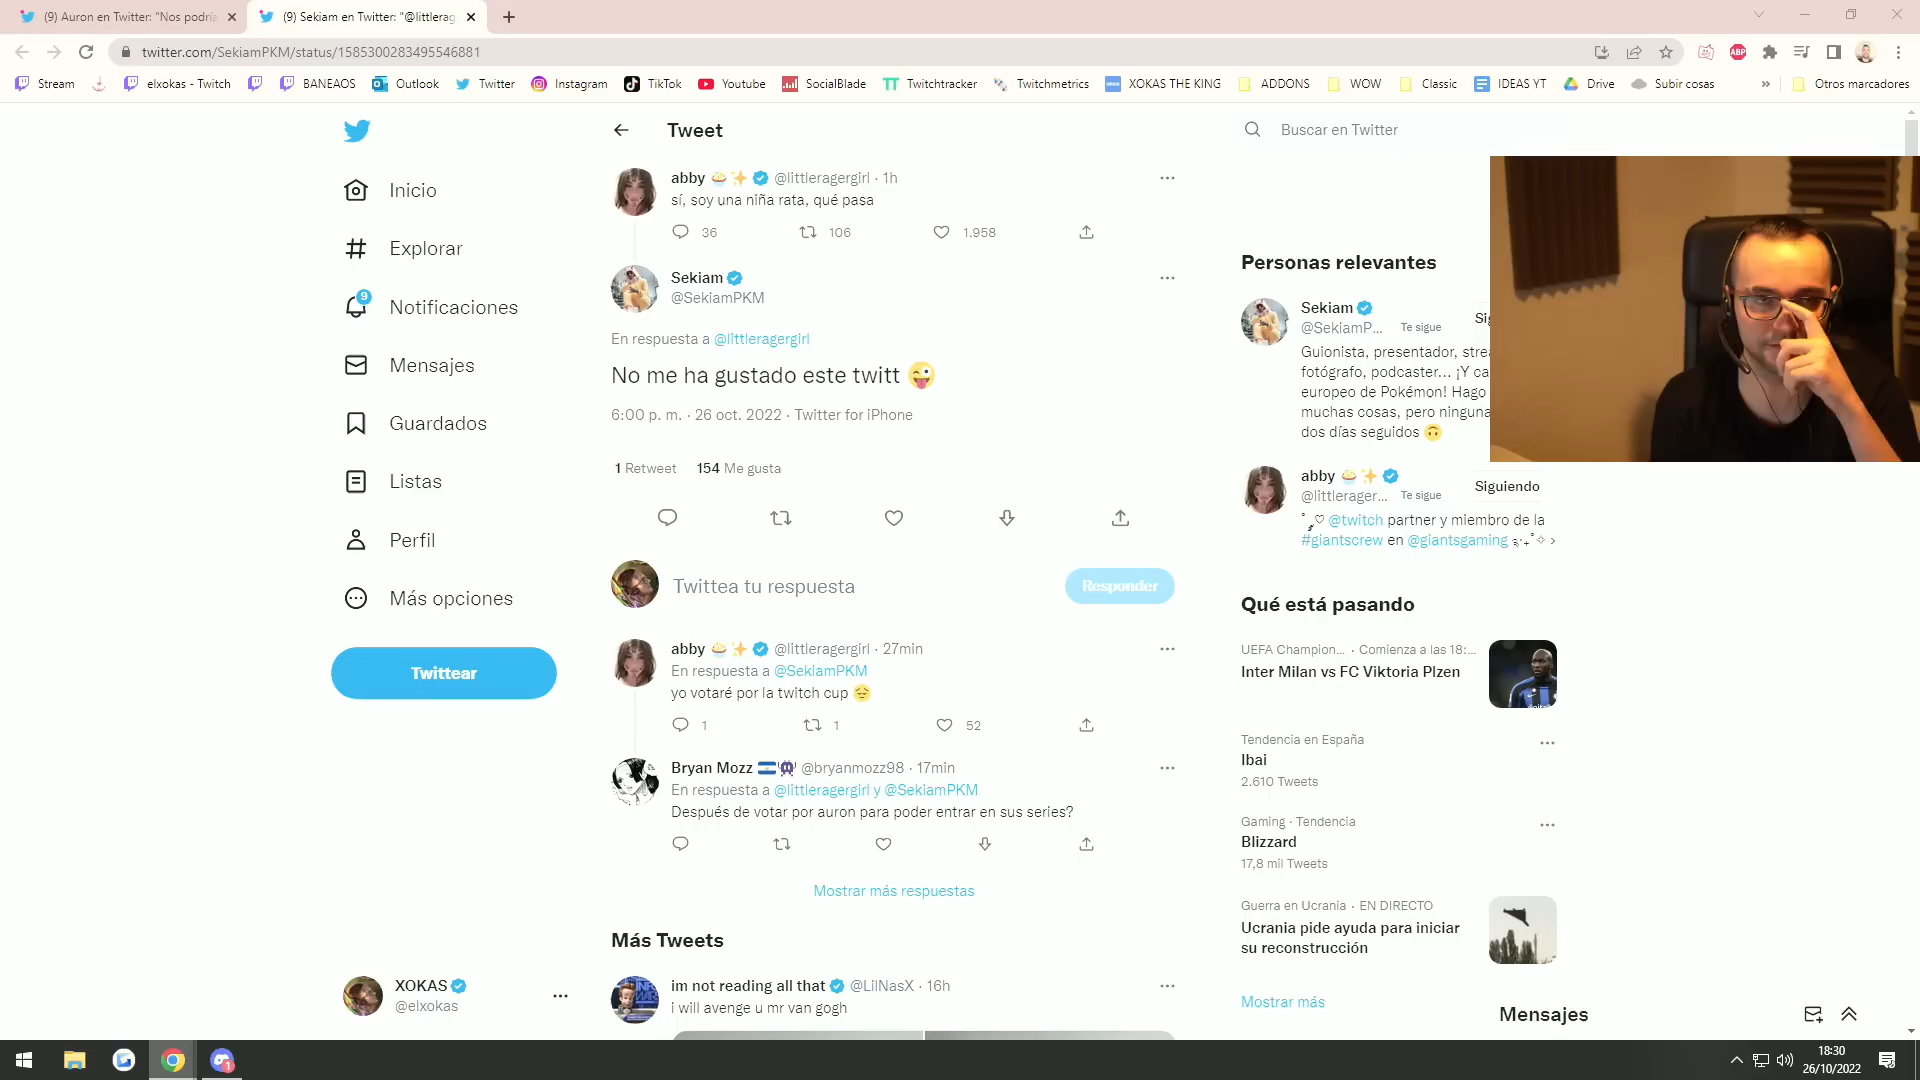 (9) Auron en Twitter: "Nos podría
(9) Sekiam en Twitter: "@littlerag
twitter.com/SekiamPKM/status/1585300283495546881
ABP
Stream
elxokas - Twitch
BANEAOS
Outlook
Twitter
Instagram
TikTok
Youtube
SocialBlade
Twitchtracker
Twitchmetrics
XOKAS THE KING
ADDONS
WOW
Classic
IDEAS YT
Drive
Subir cosas
»
Otros marcadores
Inicio
Explorar
9
Notificaciones
Mensajes
Guardados
Listas
Perfil
Más opciones
Twittear
XOKAS
@elxokas
Tweet
abby @littleragergirl · 1h
sí, soy una niña rata, qué pasa
36 106 1.958
Sekiam
@SekiamPKM
En respuesta a @littleragergirl
No me ha gustado este twitt 😜
6:00 p. m. · 26 oct. 2022 · Twitter for iPhone
1 Retweet 154 Me gusta
Twittea tu respuesta
Responder
abby @littleragergirl · 27min
En respuesta a @SekiamPKM
yo votaré por la twitch cup 😔
1 1 52
Bryan Mozz @bryanmozz98 · 17min
En respuesta a @littleragergirl y @SekiamPKM
Después de votar por auron para poder entrar en sus series?
Mostrar más respuestas
Más Tweets
im not reading all that @LilNasX · 16h
i will avenge u mr van gogh
Buscar en Twitter
Personas relevantes
Sekiam
@SekiamP... Te sigue
Sig
Guionista, presentador, stre
fotógrafo, podcaster... ¡Y ca
europeo de Pokémon! Hago
muchas cosas, pero ninguna
dos días seguidos 🙃
abby
@littlerager... Te sigue
Siguiendo
@twitch partner y miembro de la
#giantscrew en @giantsgaming
Qué está pasando
UEFA Champion... · Comienza a las 18:...
Inter Milan vs FC Viktoria Plzen
Tendencia en España
Ibai
2.610 Tweets
Gaming · Tendencia
Blizzard
17,8 mil Tweets
Guerra en Ucrania · EN DIRECTO
Ucrania pide ayuda para iniciar
su reconstrucción
Mostrar más
Mensajes
1
18:30
26/10/2022